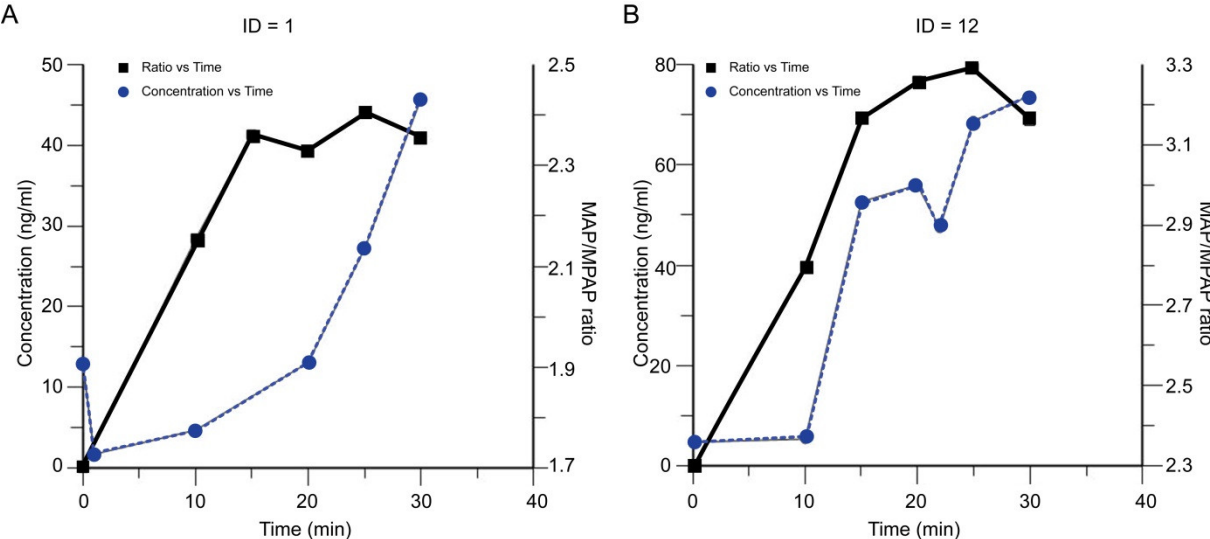 A
ID = 1
Ratio vs Time
Concentration vs Time
50
40
30
20
10
0
Concentration (ng/ml)
2.5
2.3
2.1
1.9
1.7
MAP/MPAP ratio
0
10
20
30
40
Time (min)
B
ID = 12
Ratio vs Time
Concentration vs Time
80
60
40
20
0
Concentration (ng/ml)
3.3
3.1
2.9
2.7
2.5
2.3
MAP/MPAP ratio
0
10
20
30
40
Time (min)